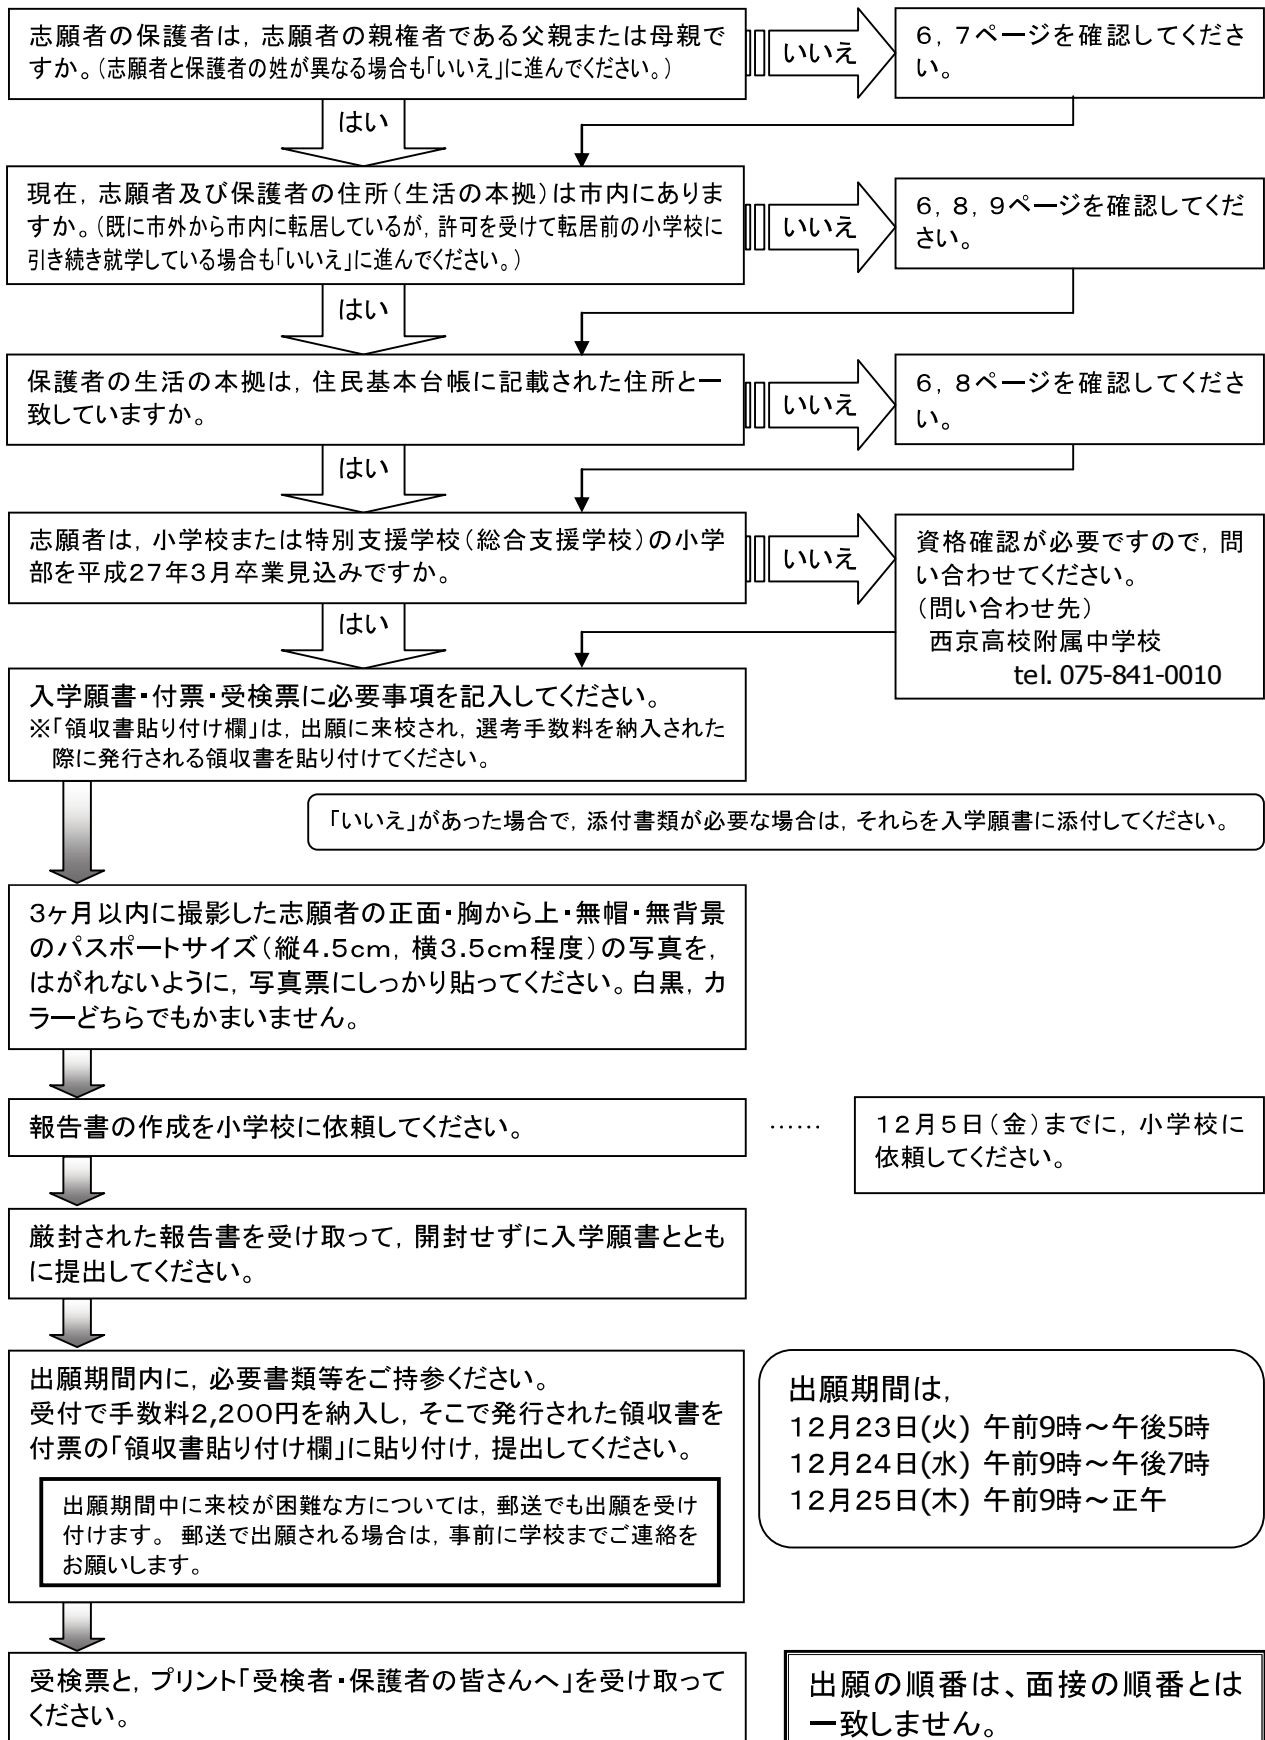 志願者の保護者は，志願者の親権者である父親または母親で
すか。（志願者と保護者の姓が異なる場合も「いいえ」に進んでください。）
いいえ
6，7ページを確認してくださ
い。
はい
現在，志願者及び保護者の住所（生活の本拠）は市内にありま
すか。（既に市外から市内に転居しているが，許可を受けて転居前の小学校に
引き続き就学している場合も「いいえ」に進んでください。）
いいえ
6，8，9ページを確認してくだ
さい。
はい
保護者の生活の本拠は，住民基本台帳に記載された住所と一
致していますか。
いいえ
6，8ページを確認してくださ
い。
はい
志願者は，小学校または特別支援学校（総合支援学校）の小学
部を平成27年3月卒業見込みですか。
いいえ
資格確認が必要ですので，問
い合わせてください。
（問い合わせ先）
西京高校附属中学校
tel. 075-841-0010
はい
入学願書・付票・受検票に必要事項を記入してください。
※「領収書貼り付け欄」は，出願に来校され，選考手数料を納入された
際に発行される領収書を貼り付けてください。
「いいえ」があった場合で，添付書類が必要な場合は，それらを入学願書に添付してください。
3ヶ月以内に撮影した志願者の正面・胸から上・無帽・無背景
のパスポートサイズ（縦4.5cm，横3.5cm程度）の写真を，
はがれないように，写真票にしっかり貼ってください。白黒，カ
ラーどちらでもかまいません。
報告書の作成を小学校に依頼してください。
……
12月5日（金）までに，小学校に
依頼してください。
厳封された報告書を受け取って，開封せずに入学願書ととも
に提出してください。
出願期間内に，必要書類等をご持参ください。
受付で手数料2,200円を納入し，そこで発行された領収書を
付票の「領収書貼り付け欄」に貼り付け，提出してください。
出願期間中に来校が困難な方については，郵送でも出願を受け
付けます。 郵送で出願される場合は，事前に学校までご連絡を
お願いします。
出願期間は，
12月23日(火) 午前9時～午後5時
12月24日(水) 午前9時～午後7時
12月25日(木) 午前9時～正午
受検票と，プリント「受検者・保護者の皆さんへ」を受け取って
ください。
出願の順番は、面接の順番とは
一致しません。